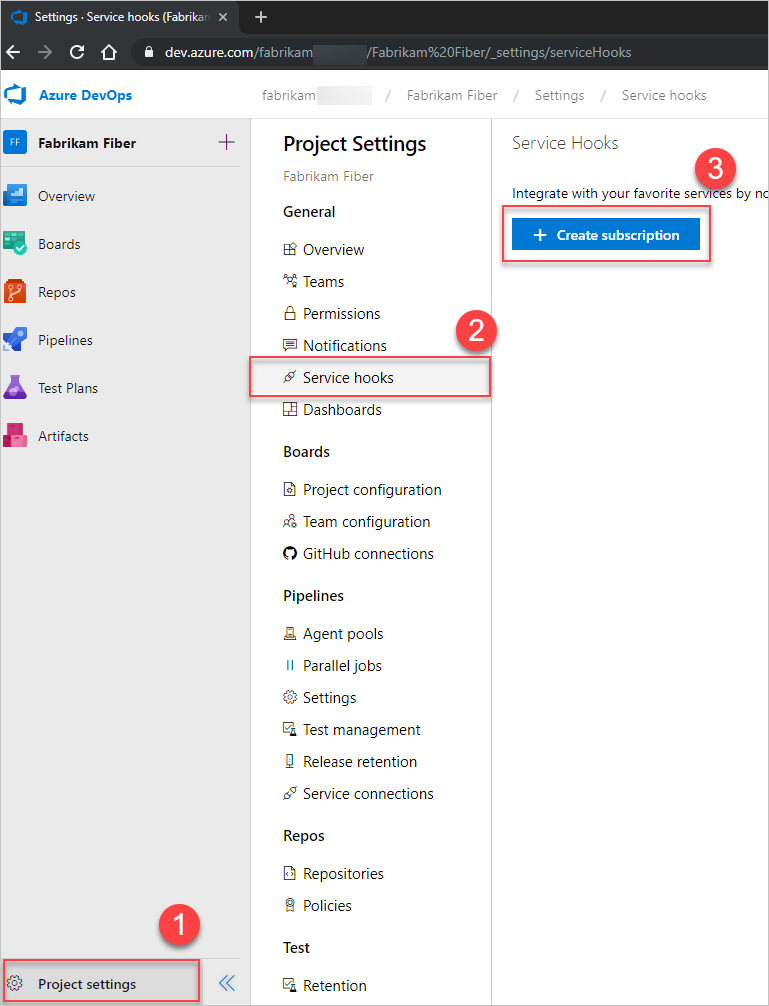 Settings · Service hooks (Fabrikam
dev.azure.com/fabrikam /Fabrikam%20Fiber/_settings/serviceHooks
Azure DevOps
fabrikam / Fabrikam Fiber / Settings / Service hooks
FF Fabrikam Fiber
Overview
Boards
Repos
Pipelines
Test Plans
Artifacts
1
Project settings
Project Settings
Fabrikam Fiber
General
Overview
Teams
Permissions
Notifications
2
Service hooks
Dashboards
Boards
Project configuration
Team configuration
GitHub connections
Pipelines
Agent pools
Parallel jobs
Settings
Test management
Release retention
Service connections
Repos
Repositories
Policies
Test
Retention
Service Hooks
3
Integrate with your favorite services by no
+ Create subscription